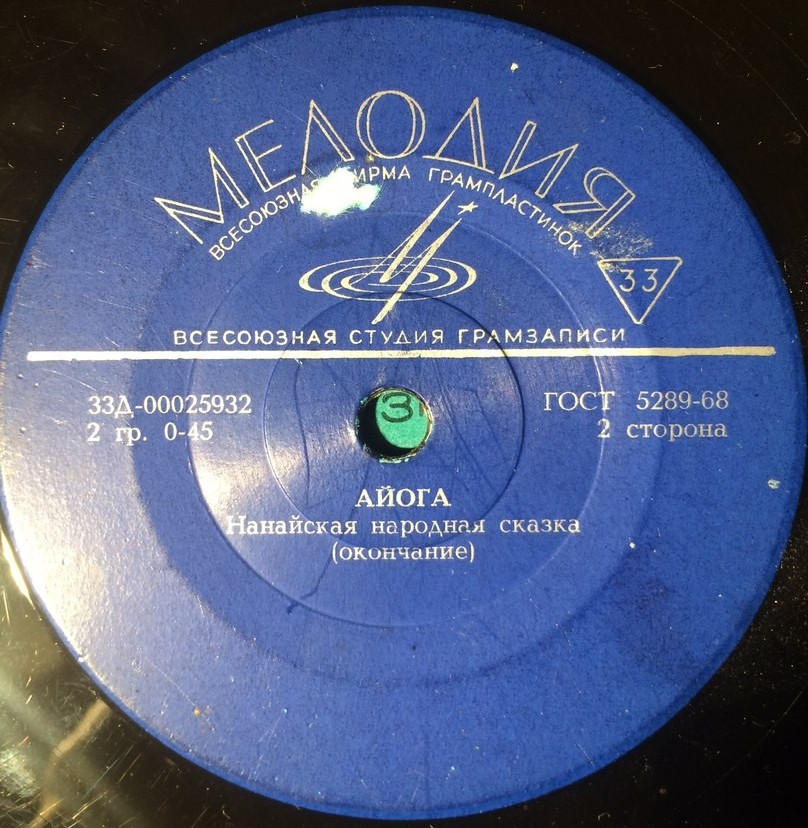 МЕЛОДИЯ
ВСЕСОЮЗНАЯ ФИРМА ГРАМПЛАСТИНОК
33
ВСЕСОЮЗНАЯ СТУДИЯ ГРАМЗАПИСИ
33Д-00025932
ГОСТ 5289-68
2 гр. 0-45
2 сторона
АЙОГА
Нанайская народная сказка
(окончание)